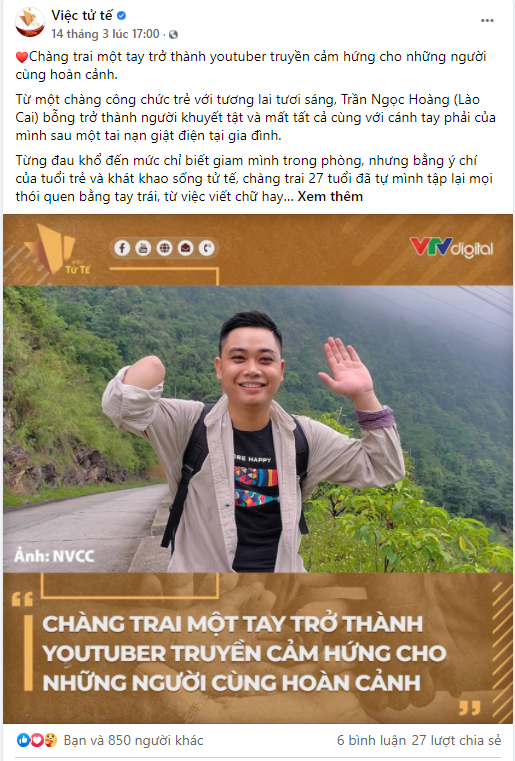 Việc tử tế
14 tháng 3 lúc 17:00 ·
❤️Chàng trai một tay trở thành youtuber truyền cảm hứng cho những người
cùng hoàn cảnh.
Từ một chàng công chức trẻ với tương lai tươi sáng, Trần Ngọc Hoàng (Lào
Cai) bỗng trở thành người khuyết tật và mất tất cả cùng với cánh tay phải của
mình sau một tai nạn giật điện tại gia đình.
Từng đau khổ đến mức chỉ biết giam mình trong phòng, nhưng bằng ý chí
của tuổi trẻ và khát khao sống tử tế, chàng trai 27 tuổi đã tự mình tập lại mọi
thói quen bằng tay trái, từ việc viết chữ hay... Xem thêm
VIỆC
TỬ TẾ
VTVdigital
ORE HAPPY
Ảnh: NVCC
“
CHÀNG TRAI MỘT TAY TRỞ THÀNH
YOUTUBER TRUYỀN CẢM HỨNG CHO
NHỮNG NGƯỜI CÙNG HOÀN CẢNH
”
Bạn và 850 người khác
6 bình luận 27 lượt chia sẻ